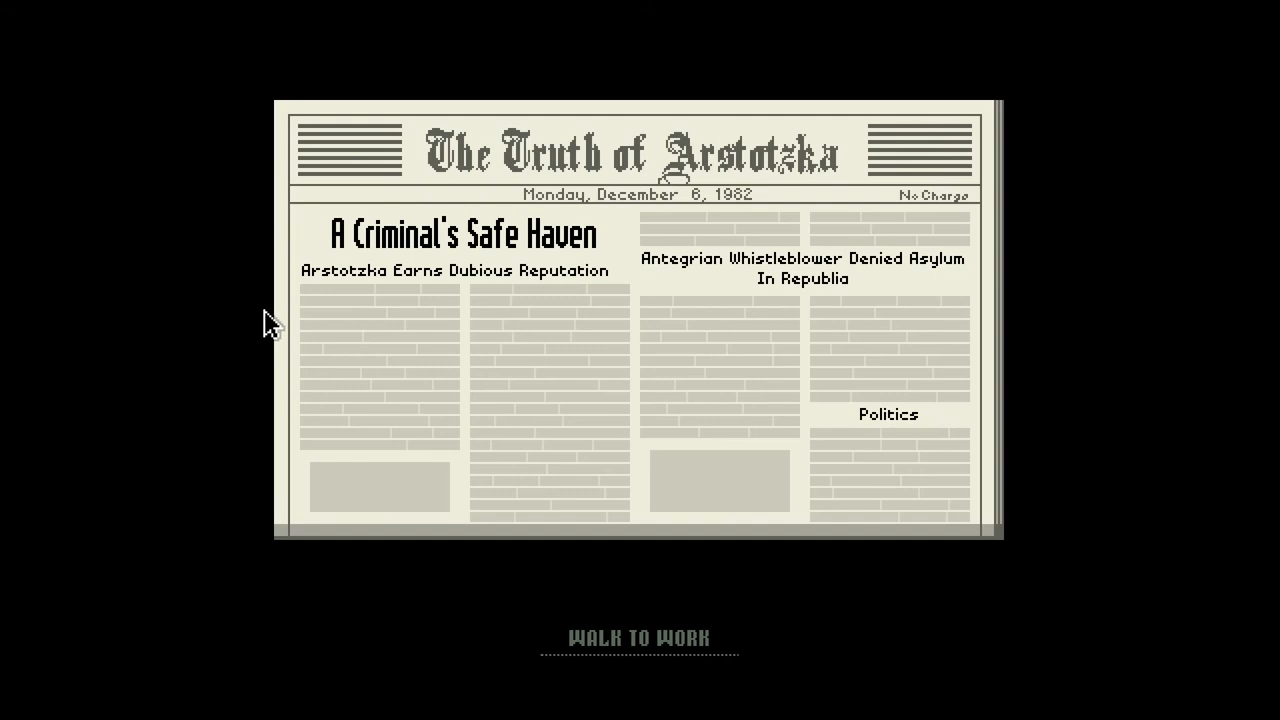 The Truth of Arstotzka
Monday, December 6, 1982
No Charge
A Criminal's Safe Haven
Arstotzka Earns Dubious Reputation
Antegrian Whistleblower Denied Asylum
In Republia
Politics
WALK TO WORK